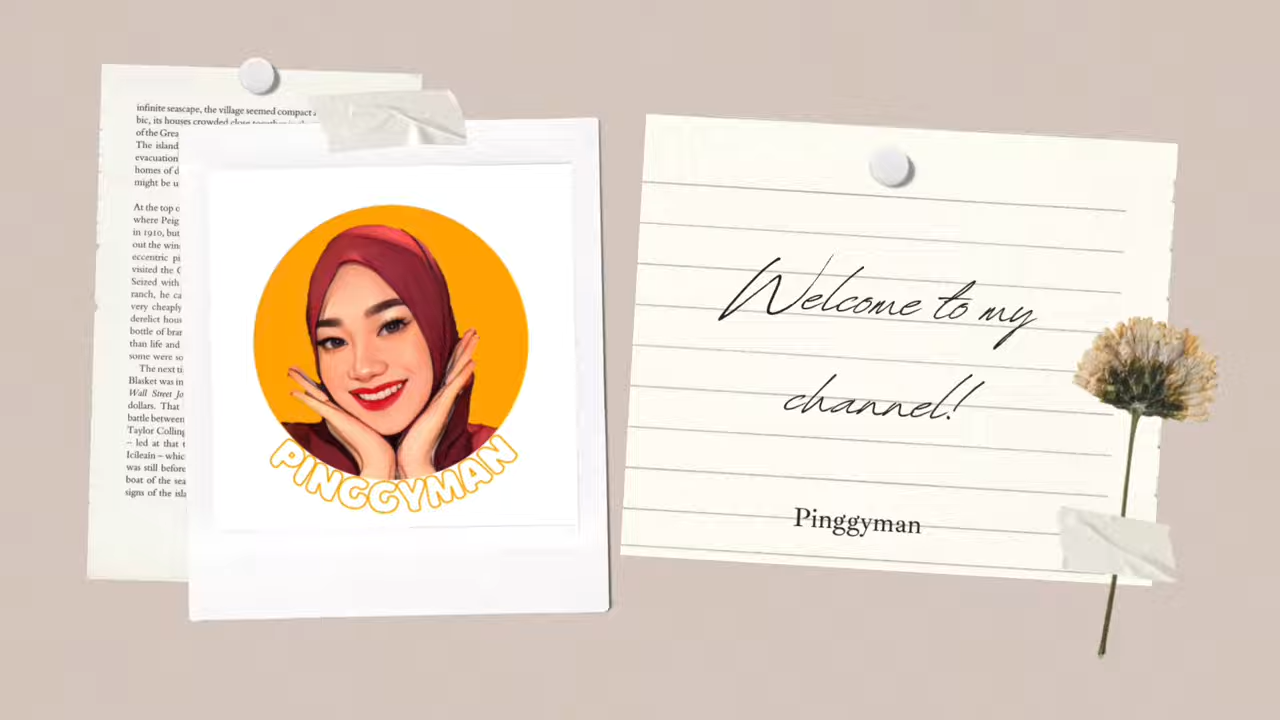 infinite seascape, the village seemed compact
bic, its houses crowded close together
of the Grea
The island
evacuation
homes of d
might be u
At the top o
where Peig
in 1910, but
out the win
eccentric pi
visited the
Seized with
ranch, he ca
very cheaply
derelict hous
bottle of bran
than life and
some were so
The next ti
Blasket was in
Wall Street Jo
dollars. That
battle between
Taylor Colling
– led at that t
Icileain – whic
was still before
boat of the sea
signs of the isla
PINGGYMAN
Welcome to my
channel!
Pinggyman